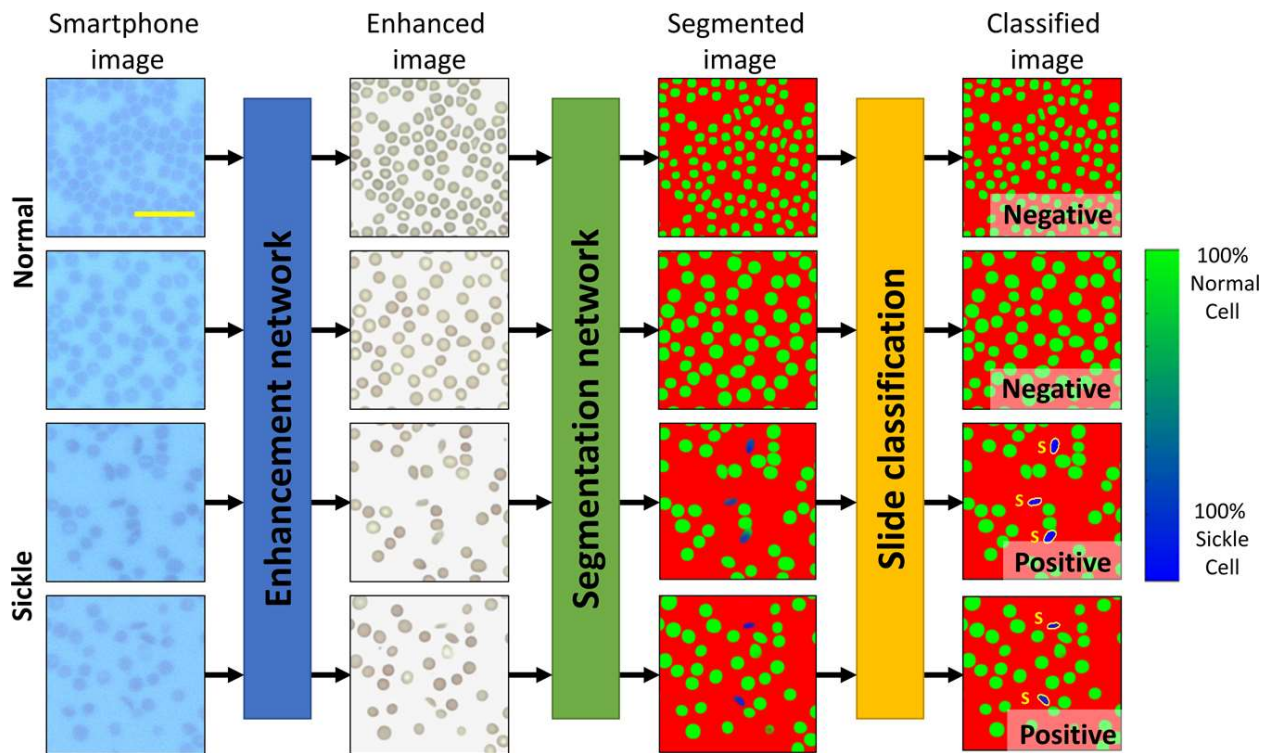 Smartphone
image
Enhanced
image
Segmented
image
Classified
image
Normal
Sickle
Enhancement network
Segmentation network
Slide classification
Negative
Negative
S
S
S
Positive
S
S
Positive
100%
Normal
Cell
100%
Sickle
Cell